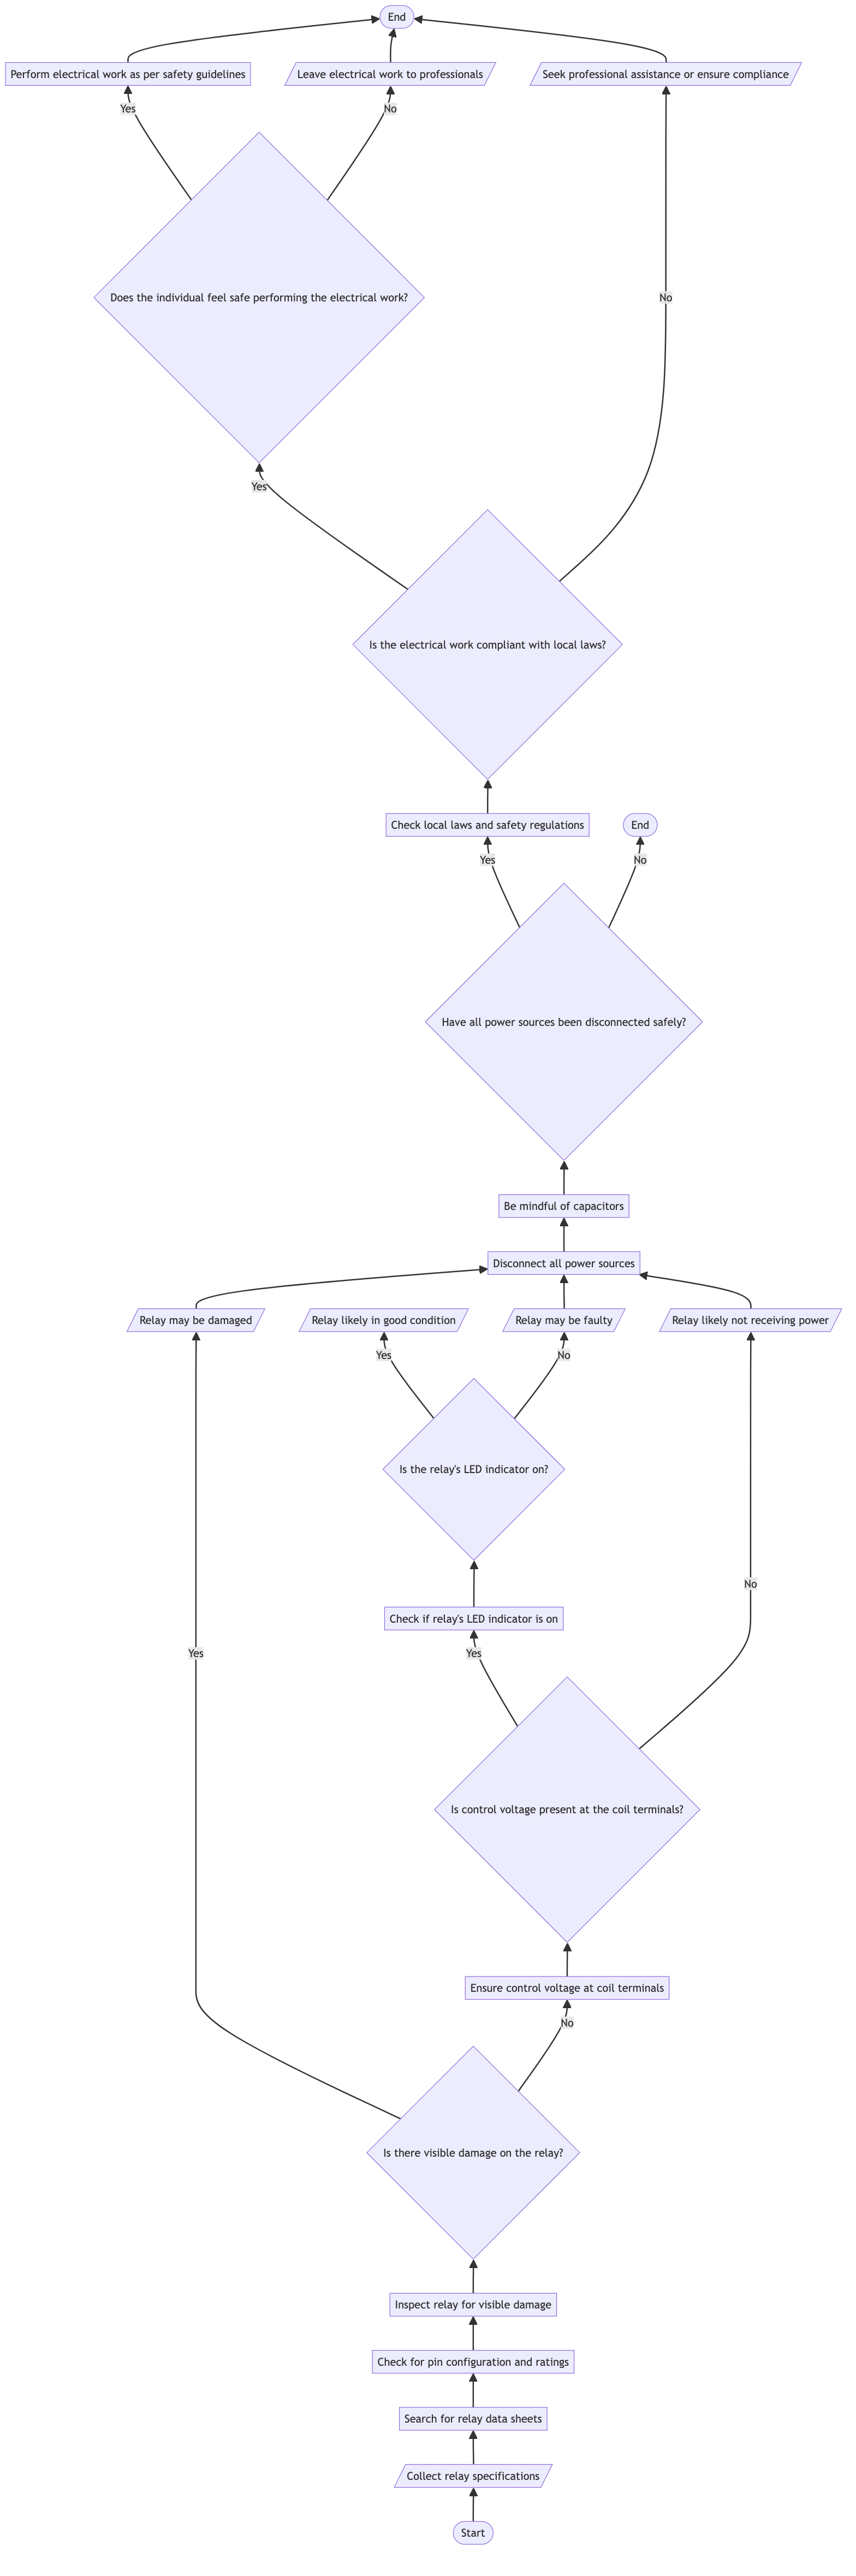 End
Perform electrical work as per safety guidelines
Leave electrical work to professionals
Seek professional assistance or ensure compliance
Yes
No
Does the individual feel safe performing the electrical work?
No
Yes
Is the electrical work compliant with local laws?
Check local laws and safety regulations
End
Yes
No
Have all power sources been disconnected safely?
Be mindful of capacitors
Disconnect all power sources
Relay may be damaged
Relay likely in good condition
Relay may be faulty
Relay likely not receiving power
Yes
No
Is the relay's LED indicator on?
No
Check if relay's LED indicator is on
Yes
Yes
Is control voltage present at the coil terminals?
Ensure control voltage at coil terminals
No
Is there visible damage on the relay?
Inspect relay for visible damage
Check for pin configuration and ratings
Search for relay data sheets
Collect relay specifications
Start